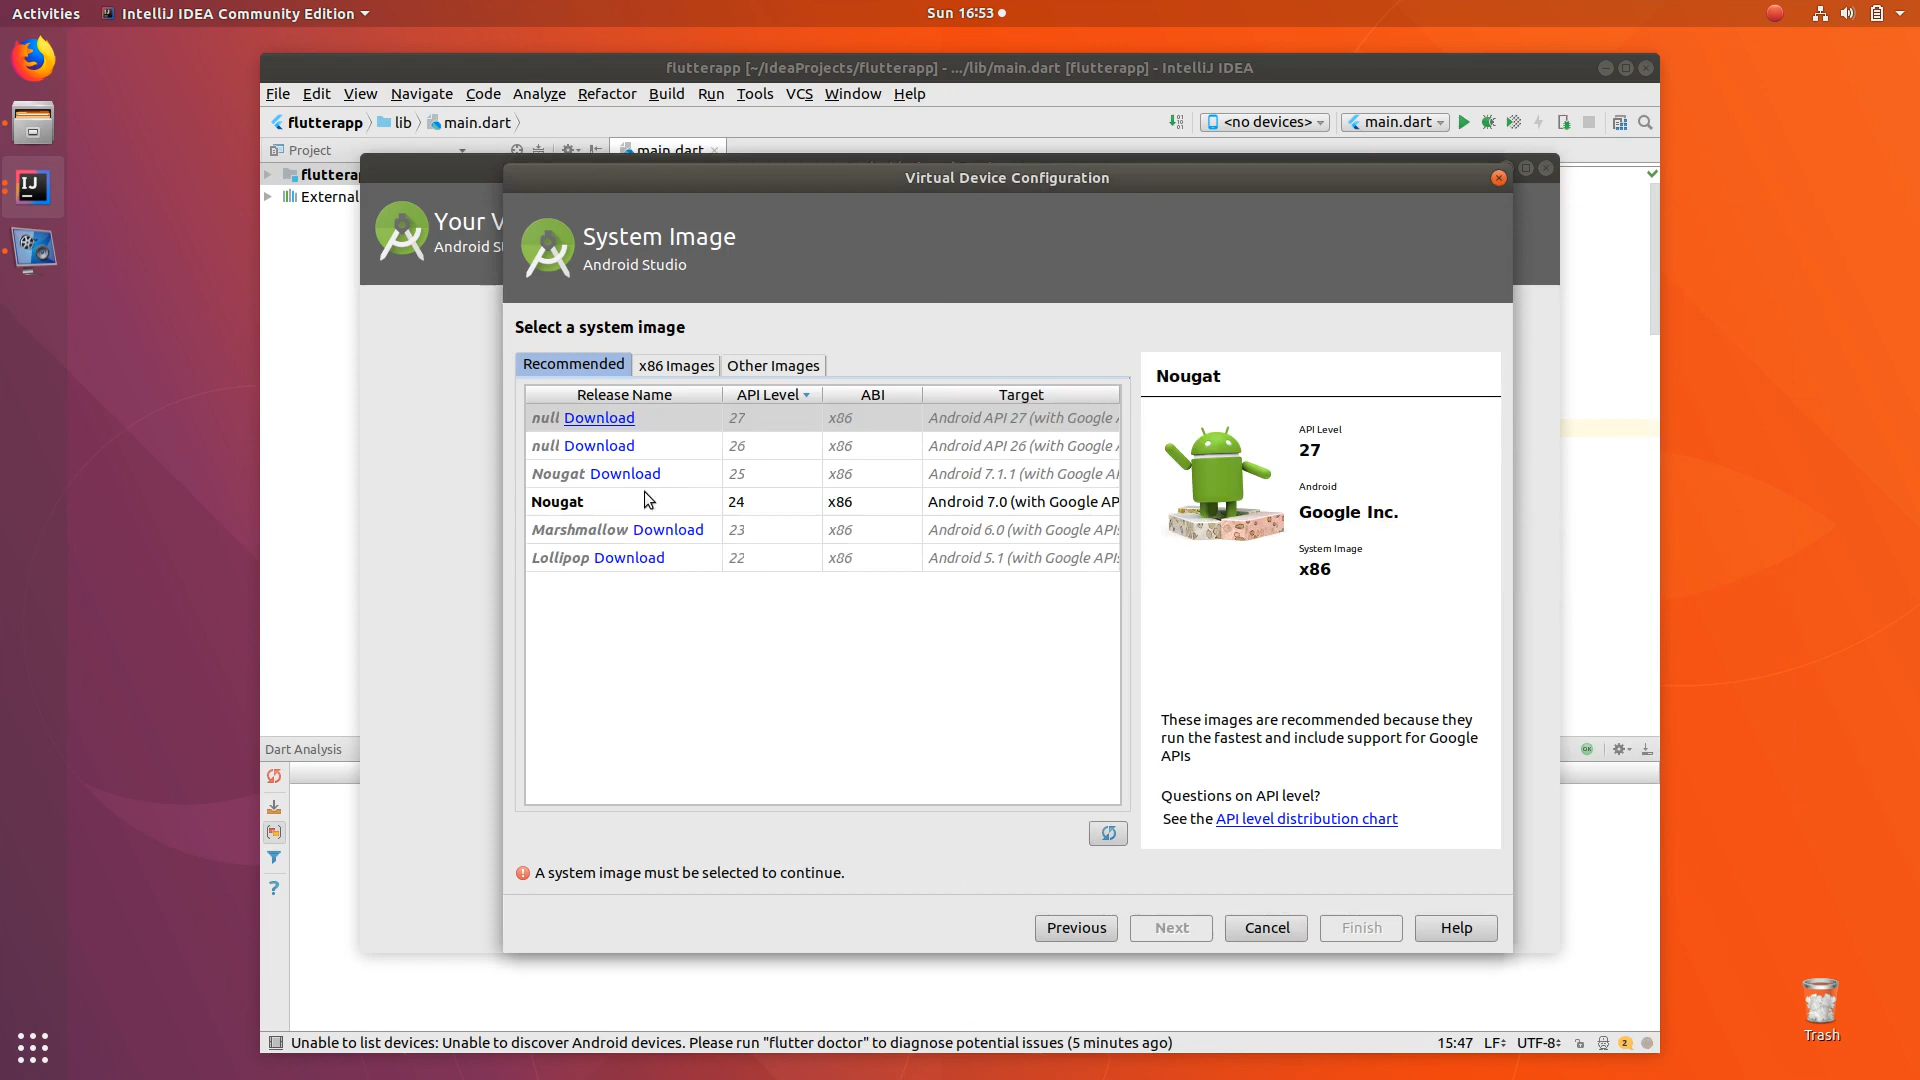 Activities IntelliJ IDEA Community Edition Sun 16:53
flutterapp [~/IdeaProjects/flutterapp] - .../lib/main.dart [flutterapp] - IntelliJ IDEA
File Edit View Navigate Code Analyze Refactor Build Run Tools VCS Window Help
flutterapp lib main.dart <no devices> main.dart
Project main.dart
Virtual Device Configuration
flutterap
External
Your V
Android S
System Image
Android Studio
Select a system image
Recommended x86 Images Other Images
Release Name API Level ABI Target
null Download 27 x86 Android API 27 (with Google A
null Download 26 x86 Android API 26 (with Google A
Nougat Download 25 x86 Android 7.1.1 (with Google AP
Nougat 24 x86 Android 7.0 (with Google AP
Marshmallow Download 23 x86 Android 6.0 (with Google APIs
Lollipop Download 22 x86 Android 5.1 (with Google APIs
Nougat
API Level
27
Android
Google Inc.
System Image
x86
These images are recommended because they
run the fastest and include support for Google
APIs
Questions on API level?
See the API level distribution chart
A system image must be selected to continue.
Previous Next Cancel Finish Help
Dart Analysis
Unable to list devices: Unable to discover Android devices. Please run "flutter doctor" to diagnose potential issues (5 minutes ago) 15:47 LF UTF-8 2
Trash